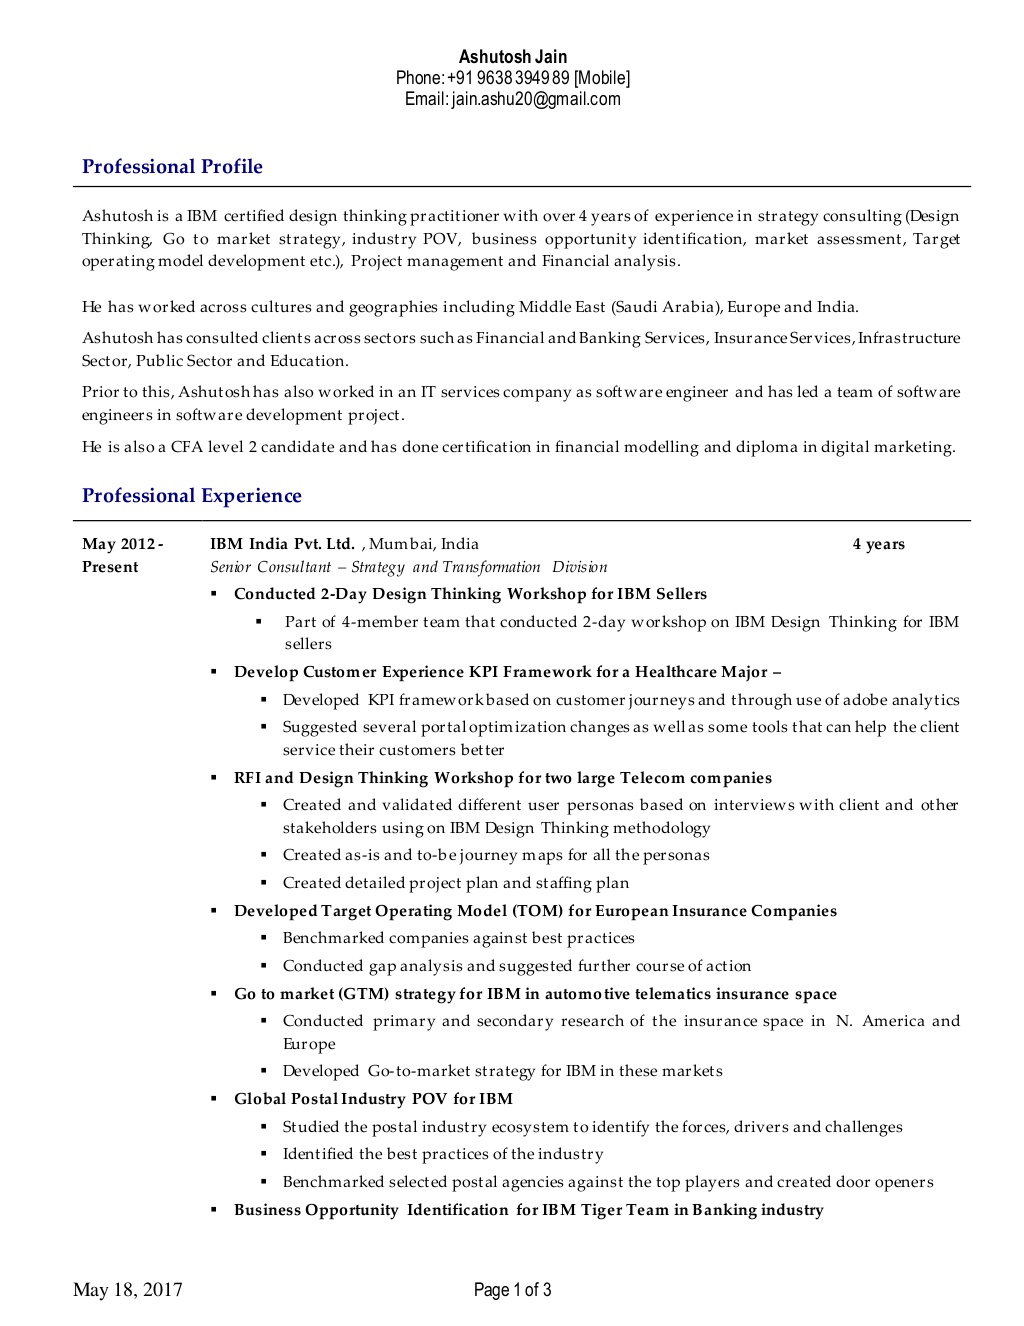 Ashutosh Jain
Phone: +91 9638 3949 89 [Mobile]
Email: jain.ashu20@gmail.com
Professional Profile
Ashutosh is a IBM certified design thinking practitioner with over 4 years of experience in strategy consulting (Design
Thinking, Go to market strategy, industry POV, business opportunity identification, market assessment, Target
operating model development etc.), Project management and Financial analysis.
He has worked across cultures and geographies including Middle East (Saudi Arabia), Europe and India.
Ashutosh has consulted clients across sectors such as Financial and Banking Services, Insurance Services, Infrastructure
Sector, Public Sector and Education.
Prior to this, Ashutosh has also worked in an IT services company as software engineer and has led a team of software
engineers in software development project.
He is also a CFA level 2 candidate and has done certification in financial modelling and diploma in digital marketing.
Professional Experience
May 2012 - IBM India Pvt. Ltd. , Mumbai, India 4 years
Present Senior Consultant – Strategy and Transformation Division
▪ Conducted 2-Day Design Thinking Workshop for IBM Sellers
▪ Part of 4-member team that conducted 2-day workshop on IBM Design Thinking for IBM
sellers
▪ Develop Customer Experience KPI Framework for a Healthcare Major –
▪ Developed KPI framework based on customer journeys and through use of adobe analytics
▪ Suggested several portal optimization changes as well as some tools that can help the client
service their customers better
▪ RFI and Design Thinking Workshop for two large Telecom companies
▪ Created and validated different user personas based on interviews with client and other
stakeholders using on IBM Design Thinking methodology
▪ Created as-is and to-be journey maps for all the personas
▪ Created detailed project plan and staffing plan
▪ Developed Target Operating Model (TOM) for European Insurance Companies
▪ Benchmarked companies against best practices
▪ Conducted gap analysis and suggested further course of action
▪ Go to market (GTM) strategy for IBM in automotive telematics insurance space
▪ Conducted primary and secondary research of the insurance space in N. America and
Europe
▪ Developed Go-to-market strategy for IBM in these markets
▪ Global Postal Industry POV for IBM
▪ Studied the postal industry ecosystem to identify the forces, drivers and challenges
▪ Identified the best practices of the industry
▪ Benchmarked selected postal agencies against the top players and created door openers
▪ Business Opportunity Identification for IBM Tiger Team in Banking industry
May 18, 2017 Page 1 of 3